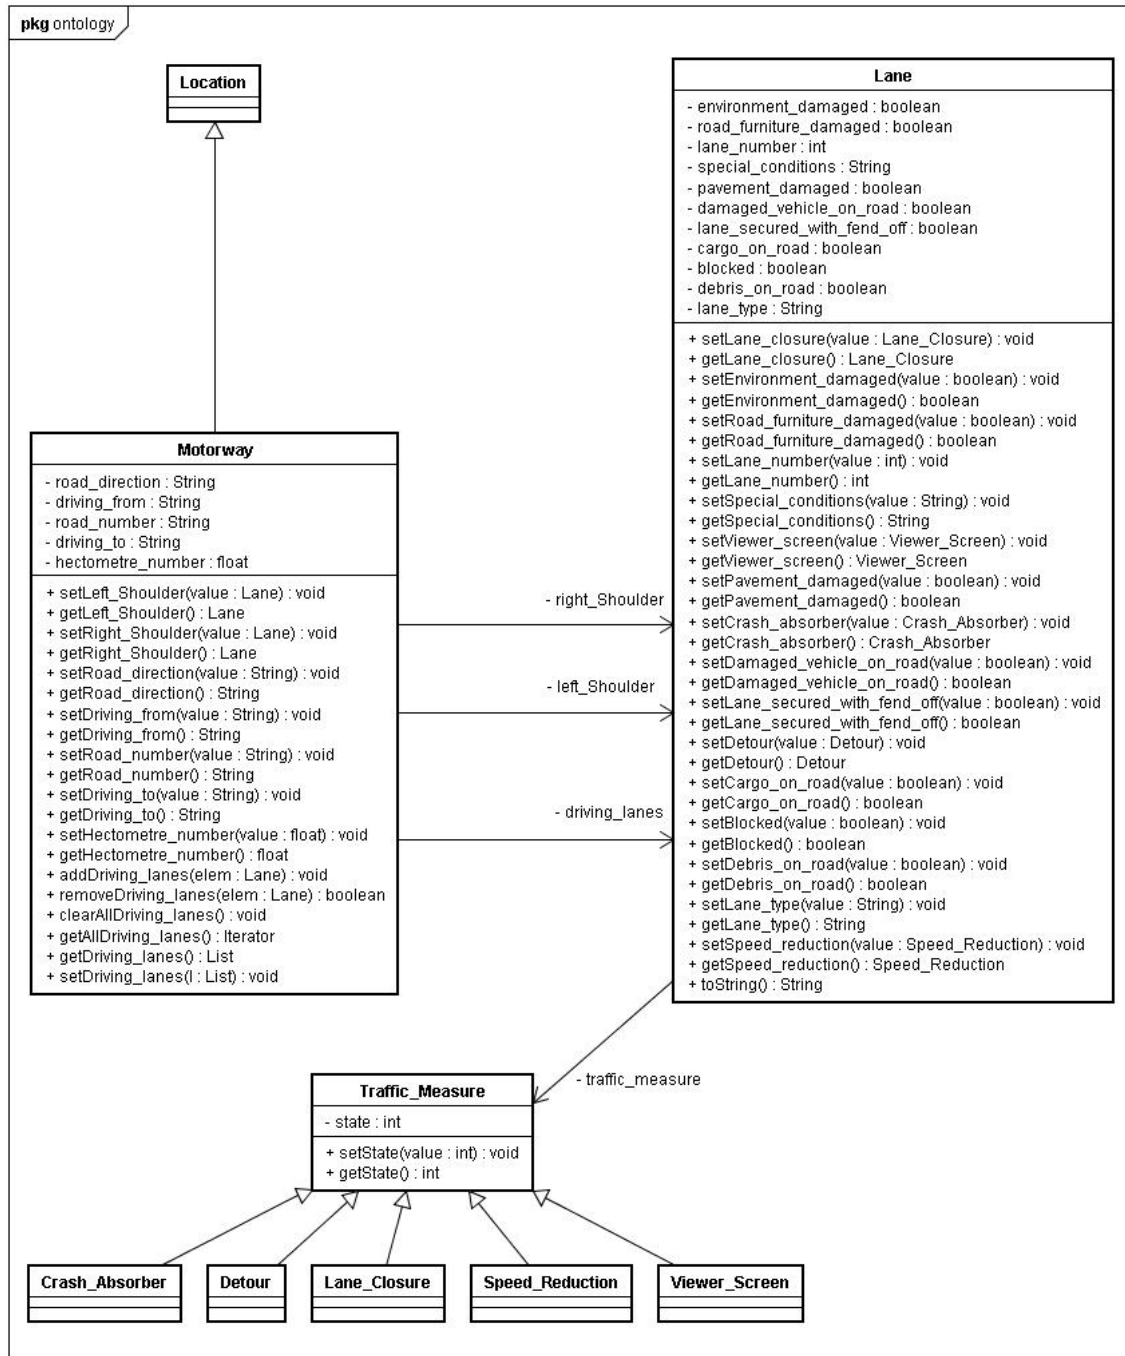 pkg ontology
Location
Lane
- environment_damaged : boolean
- road_furniture_damaged : boolean
- lane_number : int
- special_conditions : String
- pavement_damaged : boolean
- damaged_vehicle_on_road : boolean
- lane_secured_with_fend_off : boolean
- cargo_on_road : boolean
- blocked : boolean
- debris_on_road : boolean
- lane_type : String
+ setLane_closure(value : Lane_Closure) : void
+ getLane_closure() : Lane_Closure
+ setEnvironment_damaged(value : boolean) : void
+ getEnvironment_damaged() : boolean
+ setRoad_furniture_damaged(value : boolean) : void
+ getRoad_furniture_damaged() : boolean
+ setLane_number(value : int) : void
+ getLane_number() : int
+ setSpecial_conditions(value : String) : void
+ getSpecial_conditions() : String
+ setViewer_screen(value : Viewer_Screen) : void
+ getViewer_screen() : Viewer_Screen
+ setPavement_damaged(value : boolean) : void
+ getPavement_damaged() : boolean
+ setCrash_absorber(value : Crash_Absorber) : void
+ getCrash_absorber() : Crash_Absorber
+ setDamaged_vehicle_on_road(value : boolean) : void
+ getDamaged_vehicle_on_road() : boolean
+ setLane_secured_with_fend_off(value : boolean) : void
+ getLane_secured_with_fend_off() : boolean
+ setDetour(value : Detour) : void
+ getDetour() : Detour
+ setCargo_on_road(value : boolean) : void
+ getCargo_on_road() : boolean
+ setBlocked(value : boolean) : void
+ getBlocked() : boolean
+ setDebris_on_road(value : boolean) : void
+ getDebris_on_road() : boolean
+ setLane_type(value : String) : void
+ getLane_type() : String
+ setSpeed_reduction(value : Speed_Reduction) : void
+ getSpeed_reduction() : Speed_Reduction
+ toString() : String
Motorway
- road_direction : String
- driving_from : String
- road_number : String
- driving_to : String
- hectometre_number : float
+ setLeft_Shoulder(value : Lane) : void
+ getLeft_Shoulder() : Lane
+ setRight_Shoulder(value : Lane) : void
+ getRight_Shoulder() : Lane
+ setRoad_direction(value : String) : void
+ getRoad_direction() : String
+ setDriving_from(value : String) : void
+ getDriving_from() : String
+ setRoad_number(value : String) : void
+ getRoad_number() : String
+ setDriving_to(value : String) : void
+ getDriving_to() : String
+ setHectometre_number(value : float) : void
+ getHectometre_number() : float
+ addDriving_lanes(elem : Lane) : void
+ removeDriving_lanes(elem : Lane) : boolean
+ clearAllDriving_lanes() : void
+ getAllDriving_lanes() : Iterator
+ getDriving_lanes() : List
+ setDriving_lanes(l : List) : void
- right_Shoulder
- left_Shoulder
- driving_lanes
- traffic_measure
Traffic_Measure
- state : int
+ setState(value : int) : void
+ getState() : int
Crash_Absorber
Detour
Lane_Closure
Speed_Reduction
Viewer_Screen